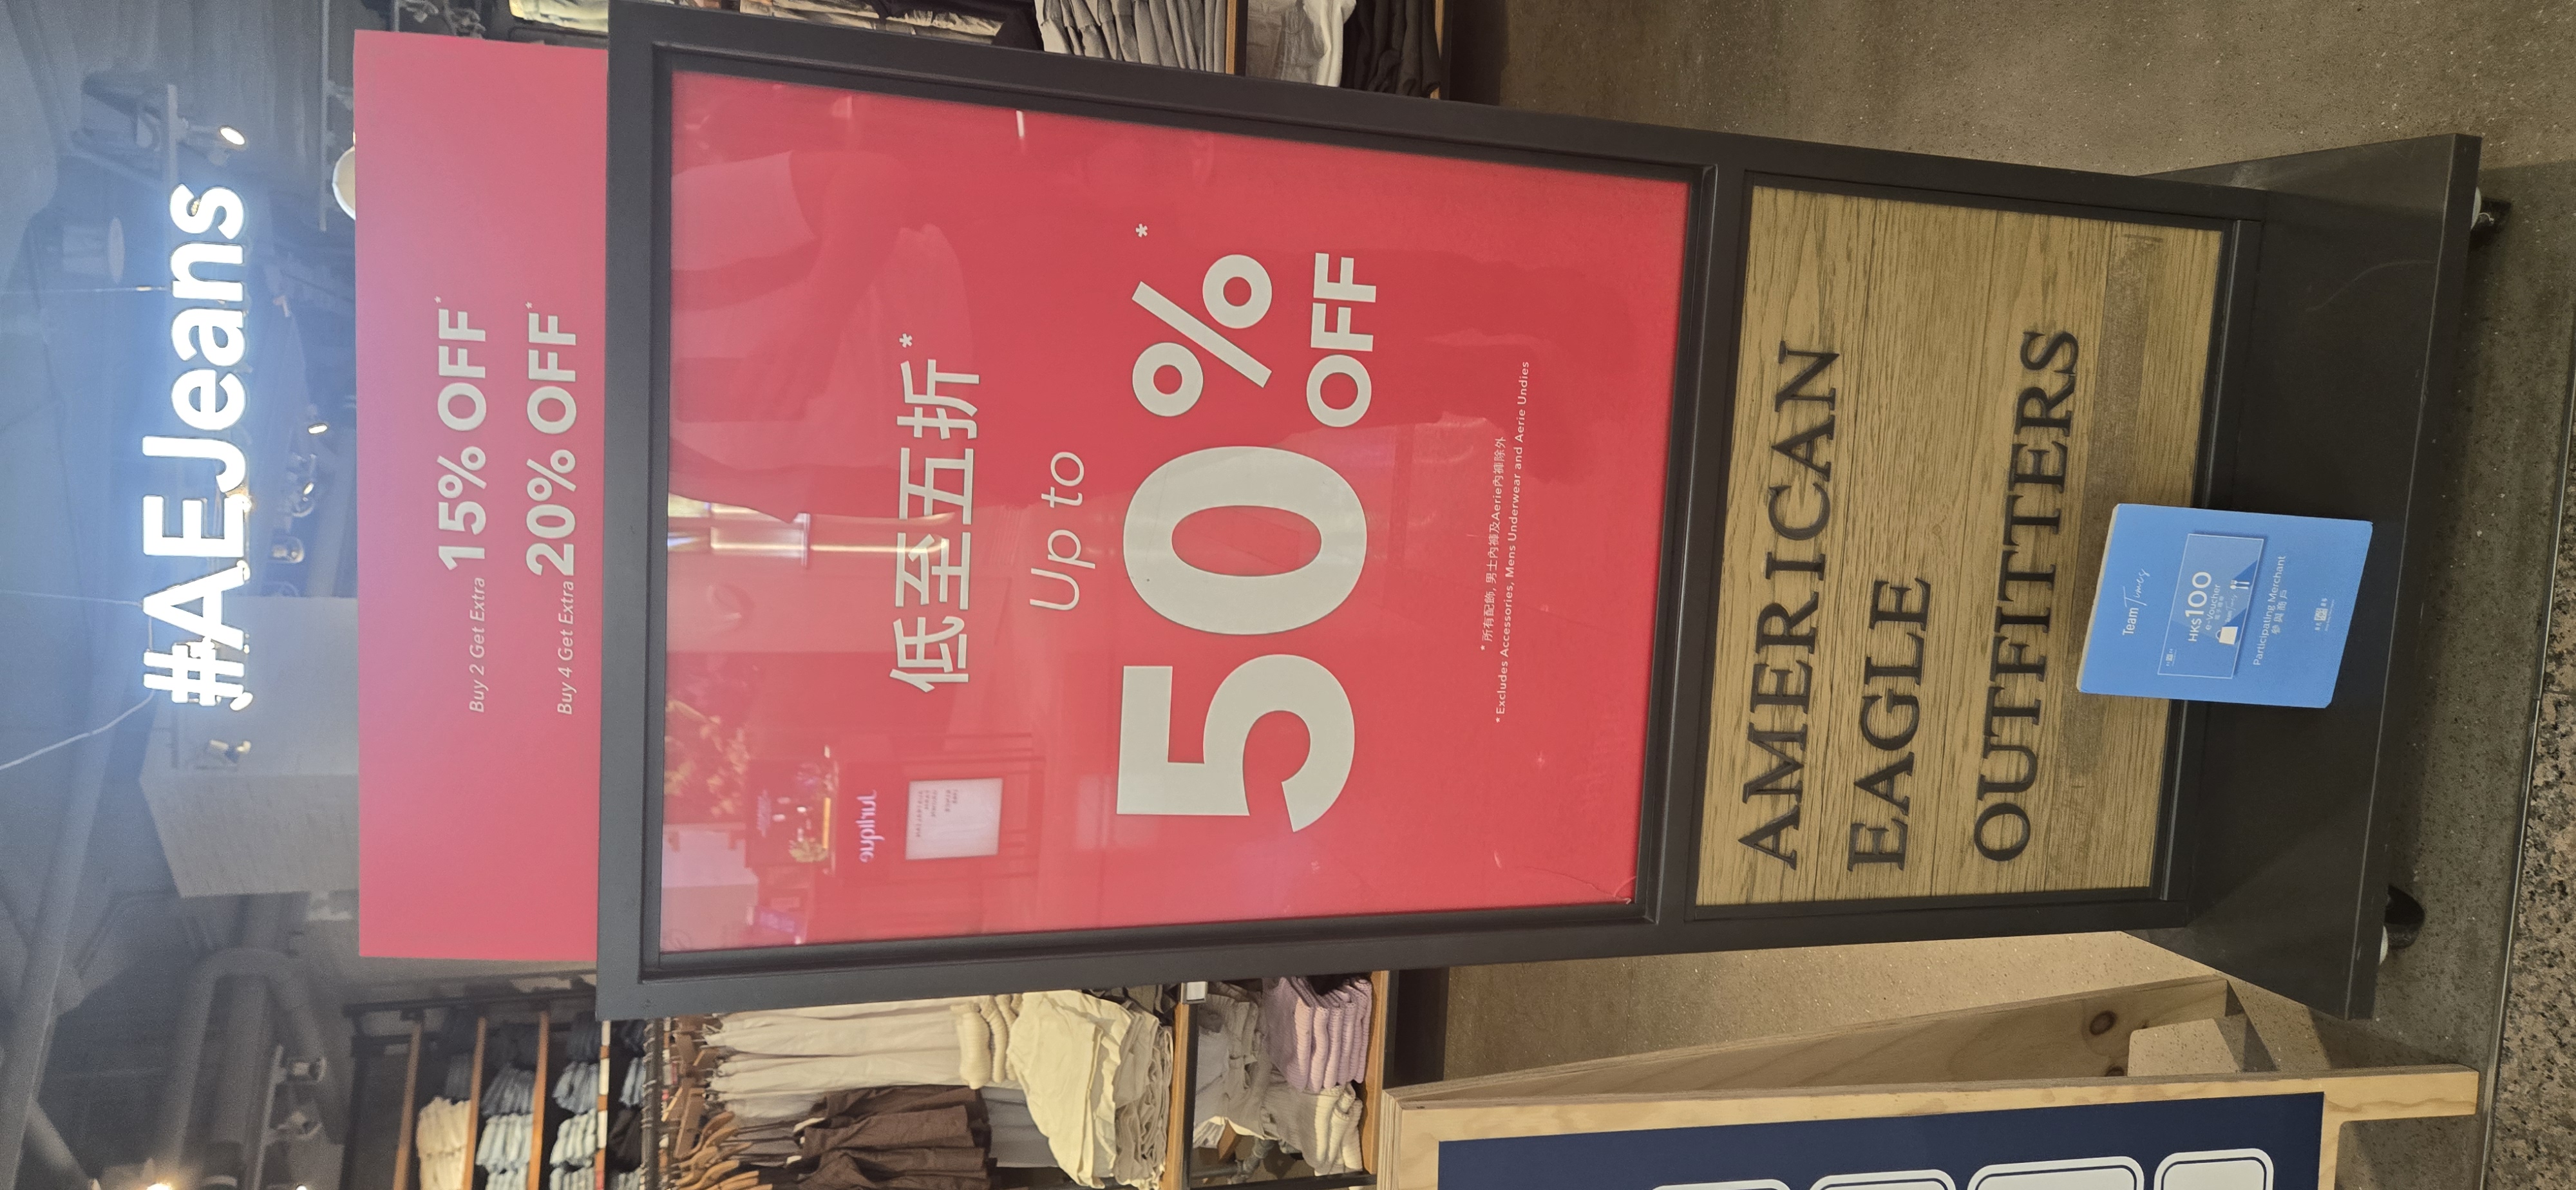 #AEJeans
Buy 2 Get Extra 15% OFF*
Buy 4 Get Extra 20% OFF*
低至五折*
Up to
50% OFF*
* 所有配飾, 男士內褲及Aerie內褲除外
* Excludes Accessories, Mens Underwear and Aerie Undies
AMERICAN
EAGLE
OUTFITTERS
Team Times
HK$100
e-Voucher
Participating Merchant
參與商戶